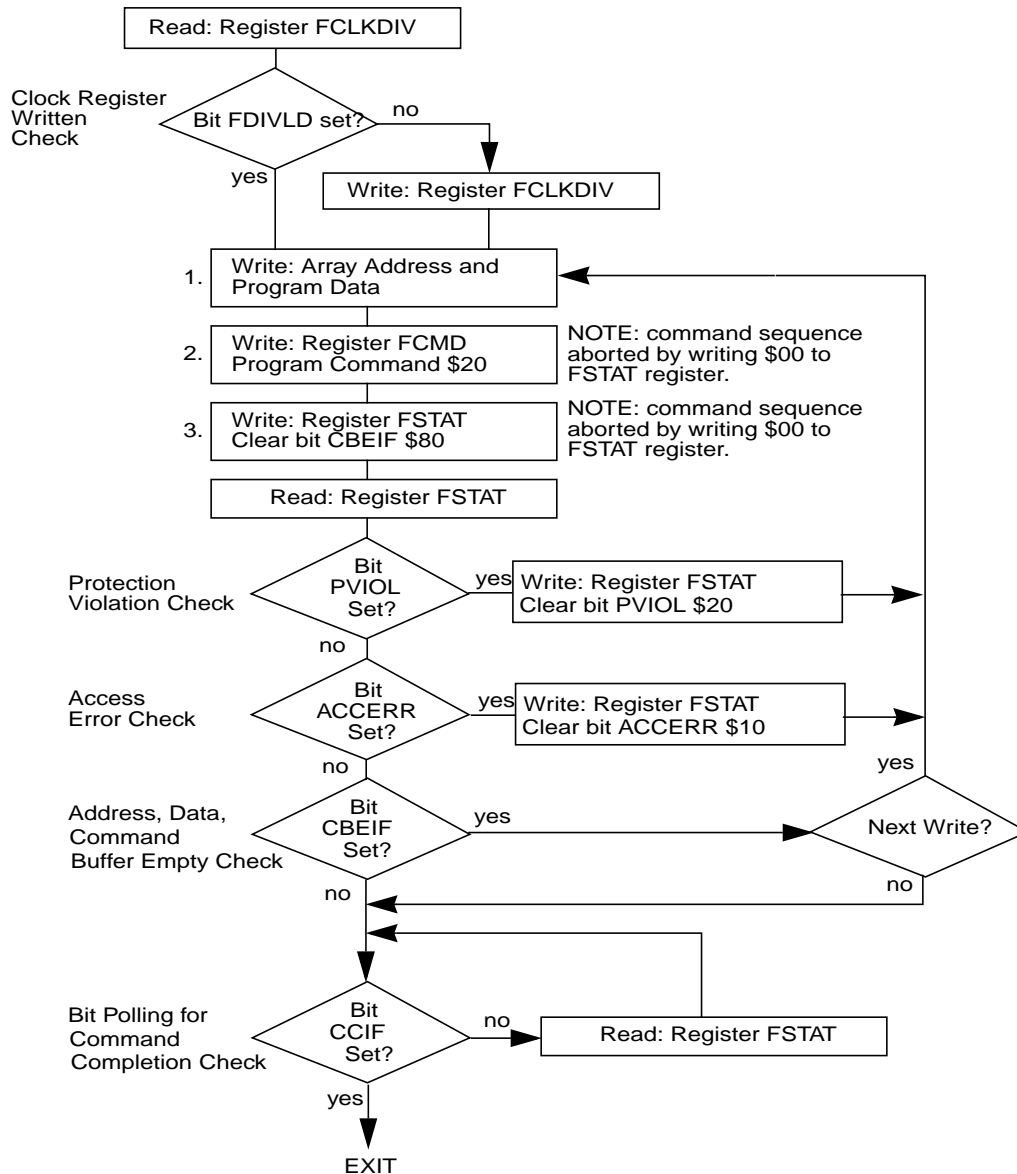 Read: Register FCLKDIV
Clock Register
Written
Check
Bit FDIVLD set?
no
yes
Write: Register FCLKDIV
1.
Write: Array Address and
Program Data
2.
Write: Register FCMD
Program Command $20
NOTE: command sequence
aborted by writing $00 to
FSTAT register.
3.
Write: Register FSTAT
Clear bit CBEIF $80
NOTE: command sequence
aborted by writing $00 to
FSTAT register.
Read: Register FSTAT
Protection
Violation Check
Bit
PVIOL
Set?
yes
Write: Register FSTAT
Clear bit PVIOL $20
no
Access
Error Check
Bit
ACCERR
Set?
yes
Write: Register FSTAT
Clear bit ACCERR $10
no
yes
Address, Data,
Command
Buffer Empty Check
Bit
CBEIF
Set?
yes
Next Write?
no
no
Bit Polling for
Command
Completion Check
Bit
CCIF
Set?
no
Read: Register FSTAT
yes
EXIT